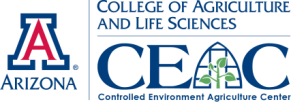 COLLEGE OF AGRICULTURE
AND LIFE SCIENCES
A
ARIZONA
CEAC
Controlled Environment Agriculture Center